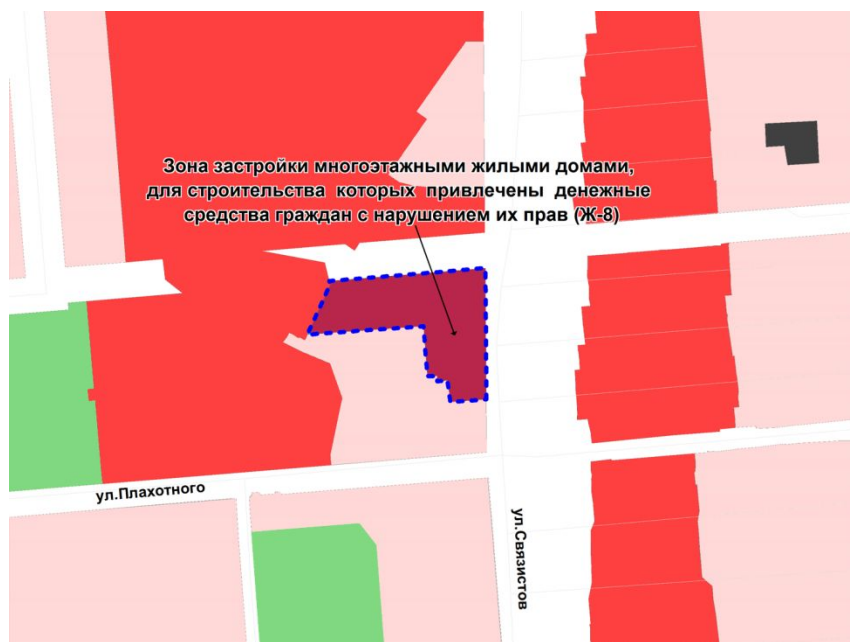 Зона застройки многоэтажными жилыми домами,
для строительства которых привлечены денежные
средства граждан с нарушением их прав (Ж-8)
ул.Плахотного
ул.Связистов